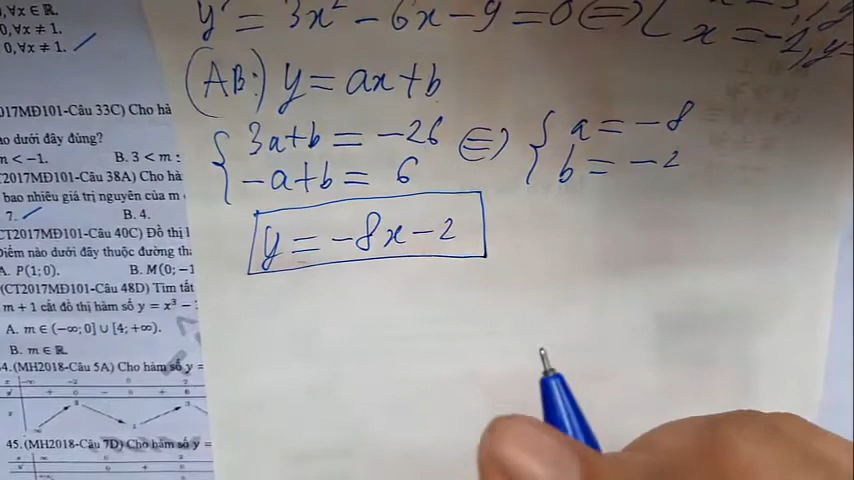 , ∀x ∈ ℝ.
0, ∀x ≠ 1.
0, ∀x ≠ 1.
2017MĐ101-Câu 33C) Cho hà
ào dưới đây đúng?
n < −1. B. 3 < m :
2017MĐ101-Câu 38A) Cho hà
bao nhiêu giá trị nguyên của m
7. B. 4.
CT2017MĐ101-Câu 40C) Đồ thị
Điểm nào dưới đây thuộc đường th
A. P(1; 0). B. M(0; −1
(CT2017MĐ101-Câu 48D) Tìm tất
m + 1 cắt đồ thị hàm số y = x³ −
A. m ∈ (−∞; 0] ∪ [4; +∞).
B. m ∈ ℝ
4.(MH2018-Câu 5A) Cho hàm số y =
45.(MH2018-Câu 7D) Cho hàm số y =
y' = 3x² − 6x − 9 = 0 ⇔ {
x = −1, y =
(AB:) y = ax + b
{ 3a + b = −26 ⇔ { a = −8
−a + b = 6 b = −2
y = −8x − 2